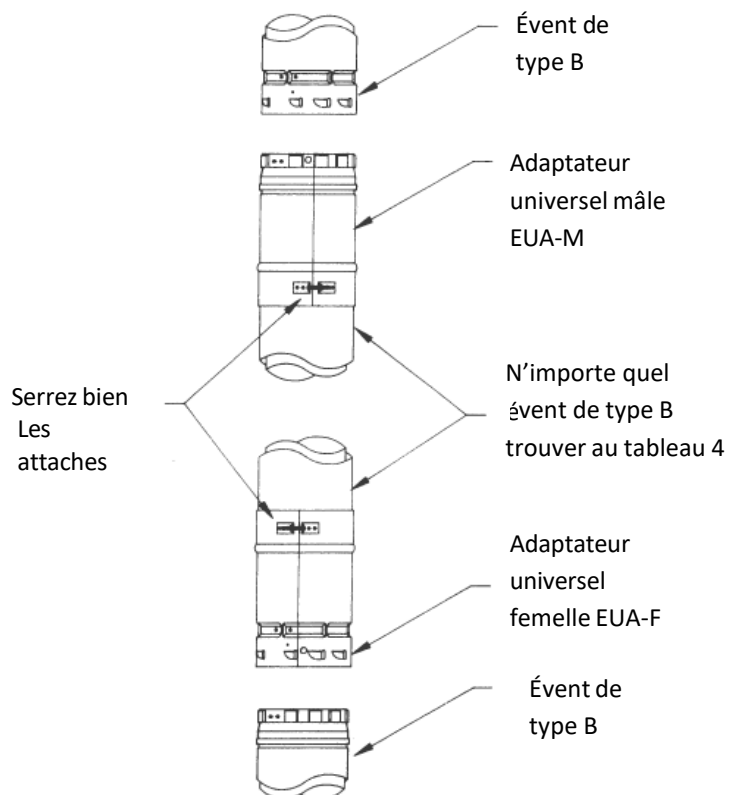 Évent de
type B
Adaptateur
universel mâle
EUA-M
Serrez bien
Les
attaches
N'importe quel
évent de type B
trouver au tableau 4
Adaptateur
universel
femelle EUA-F
Évent de
type B